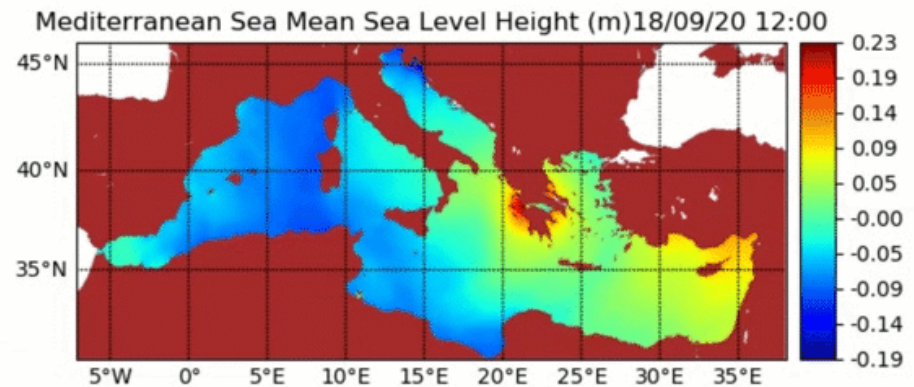 Mediterranean Sea Mean Sea Level Height (m)18/09/20 12:00
45°N
40°N
35°N
5°W 0° 5°E 10°E 15°E 20°E 25°E 30°E 35°E
0.23
0.19
0.14
0.09
0.05
-0.00
-0.05
-0.09
-0.14
-0.19